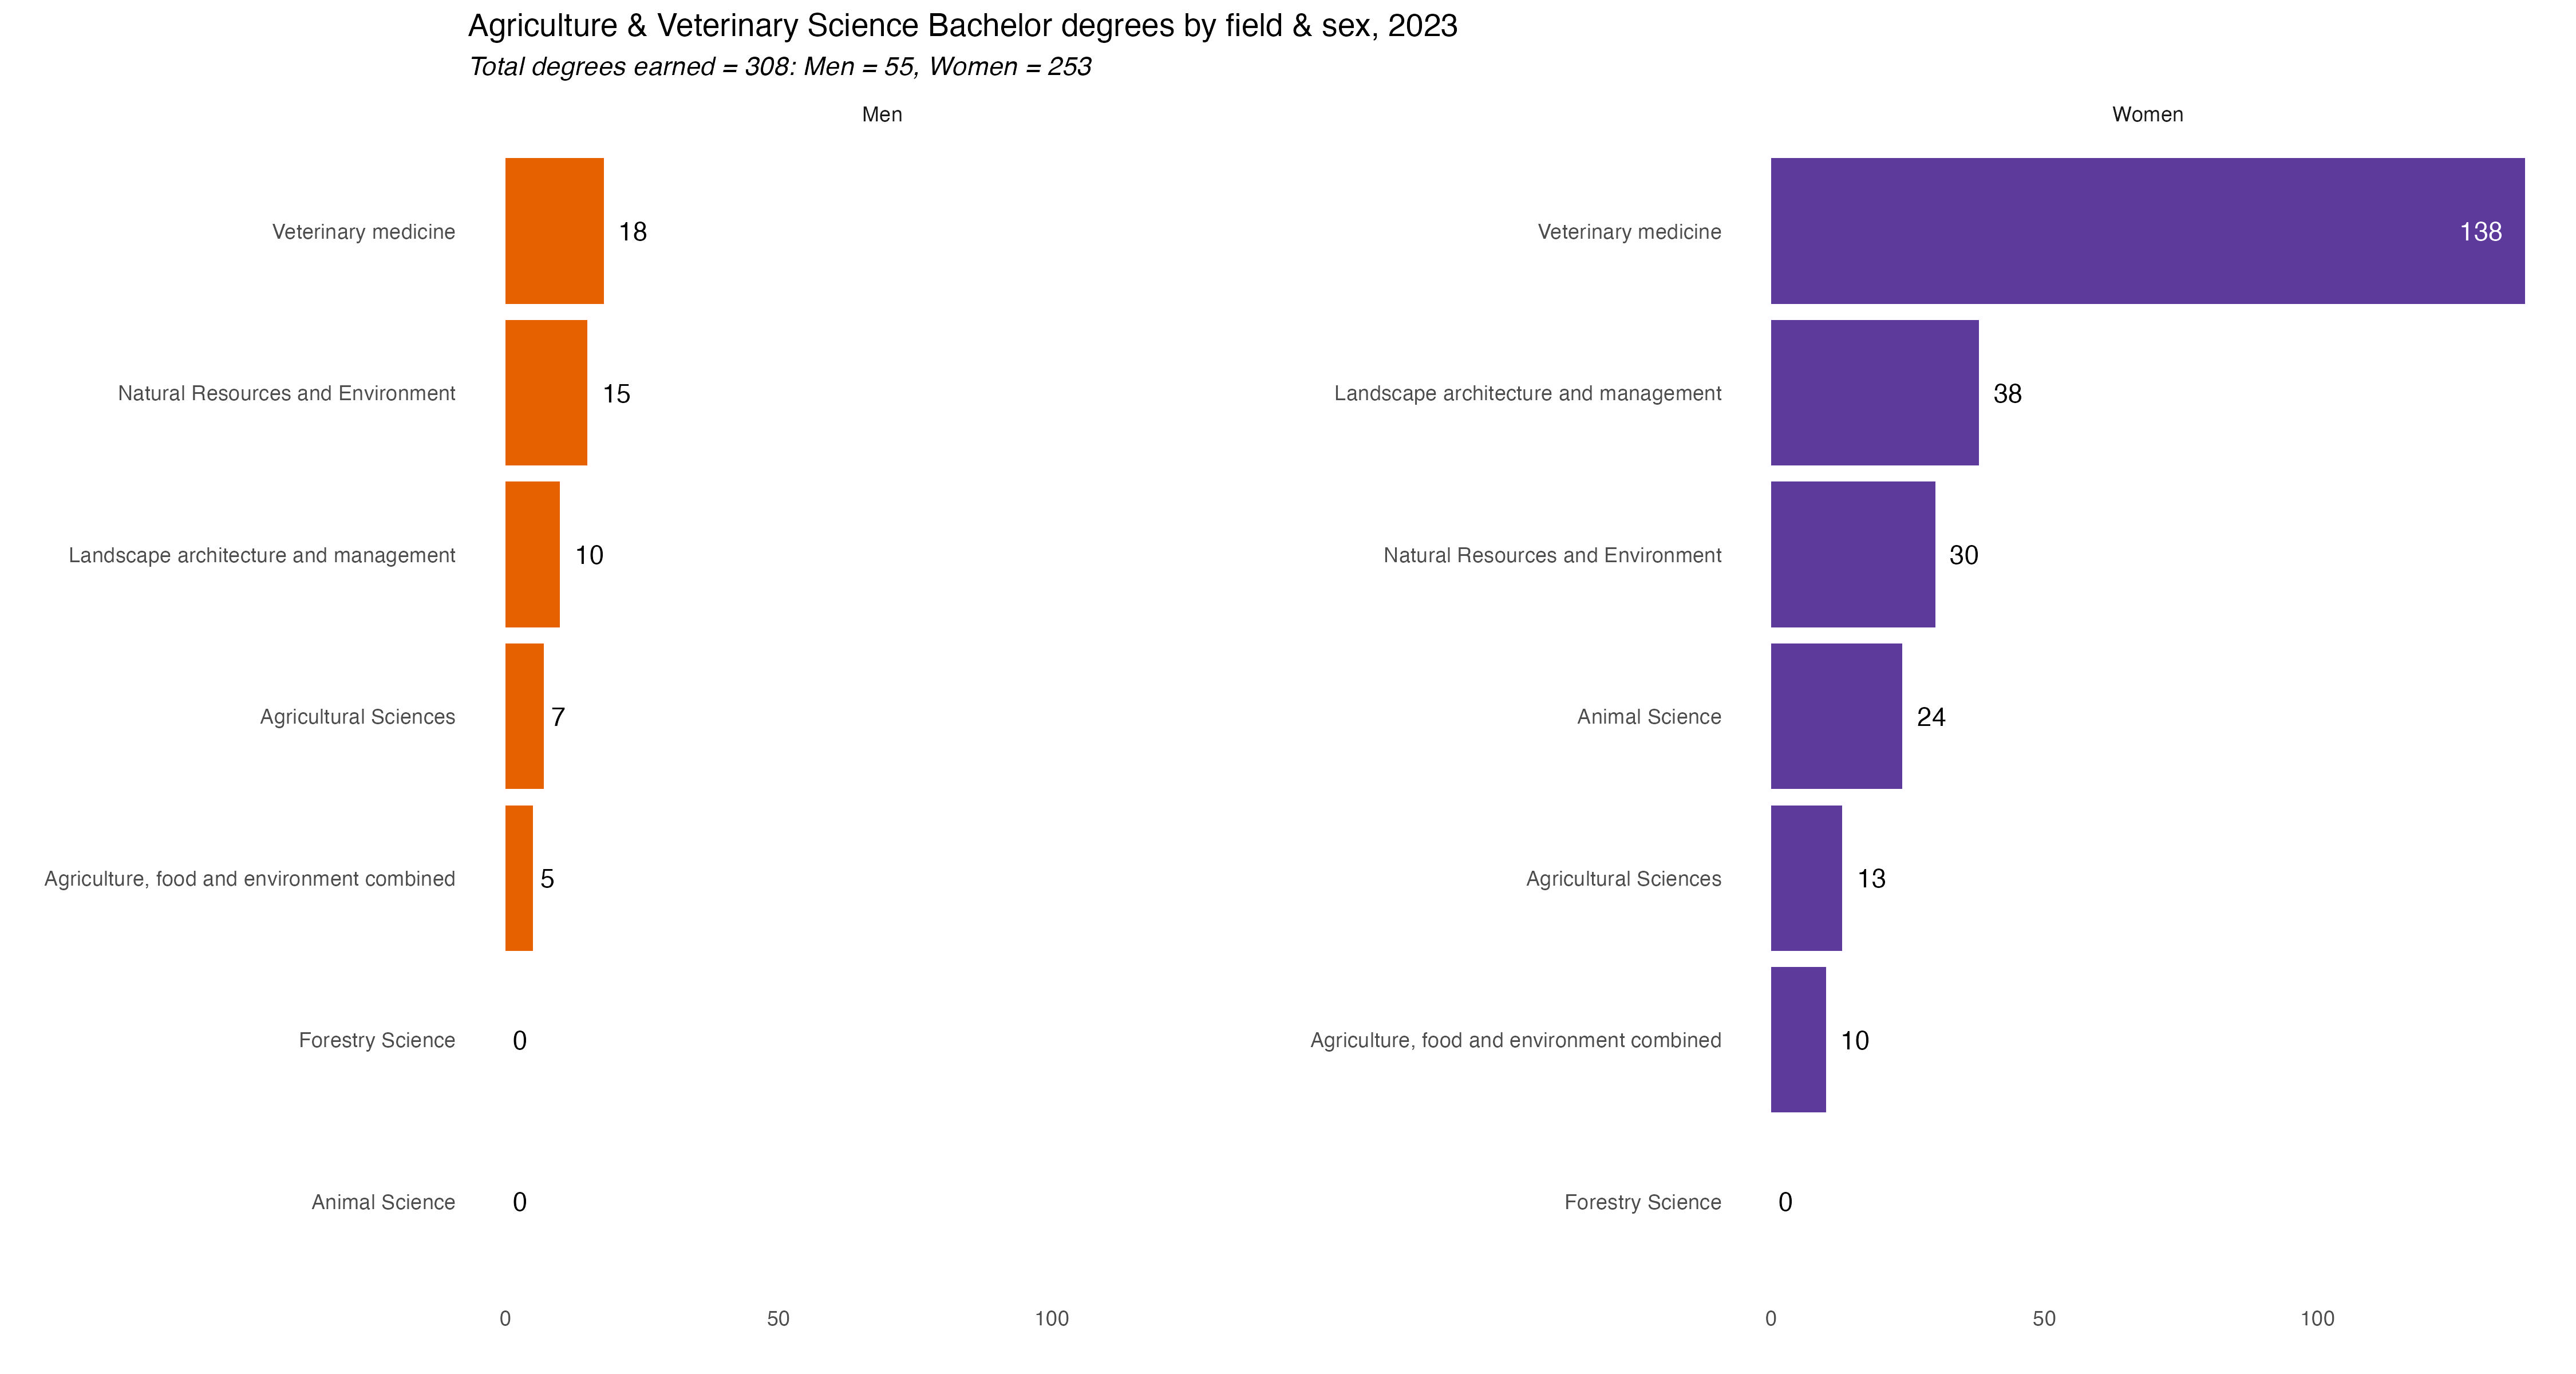 Agriculture & Veterinary Science Bachelor degrees by field & sex, 2023
Total degrees earned = 308: Men = 55, Women = 253
Men
Veterinary medicine 18
Natural Resources and Environment 15
Landscape architecture and management 10
Agricultural Sciences 7
Agriculture, food and environment combined 5
Forestry Science 0
Animal Science 0
0 50 100
Women
Veterinary medicine 138
Landscape architecture and management 38
Natural Resources and Environment 30
Animal Science 24
Agricultural Sciences 13
Agriculture, food and environment combined 10
Forestry Science 0
0 50 100